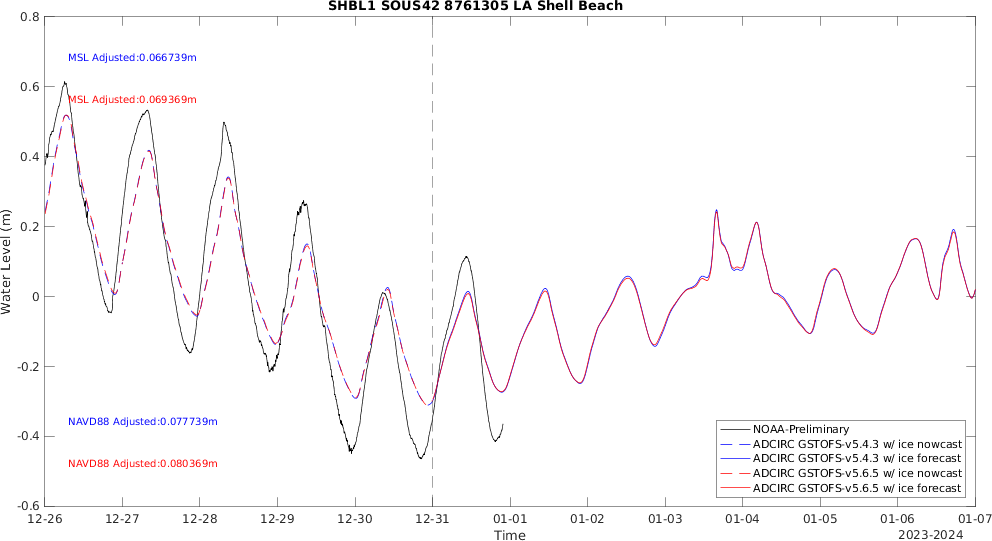 SHBL1 SOUS42 8761305 LA Shell Beach
0.8
0.6
0.4
0.2
0
-0.2
-0.4
-0.6
Water Level (m)
MSL Adjusted:0.066739m
MSL Adjusted:0.069369m
NAVD88 Adjusted:0.077739m
NAVD88 Adjusted:0.080369m
NOAA-Preliminary
ADCIRC GSTOFS-v5.4.3 w/ ice nowcast
ADCIRC GSTOFS-v5.4.3 w/ ice forecast
ADCIRC GSTOFS-v5.6.5 w/ ice nowcast
ADCIRC GSTOFS-v5.6.5 w/ ice forecast
12-26 12-27 12-28 12-29 12-30 12-31 01-01 01-02 01-03 01-04 01-05 01-06 01-07
Time
2023-2024